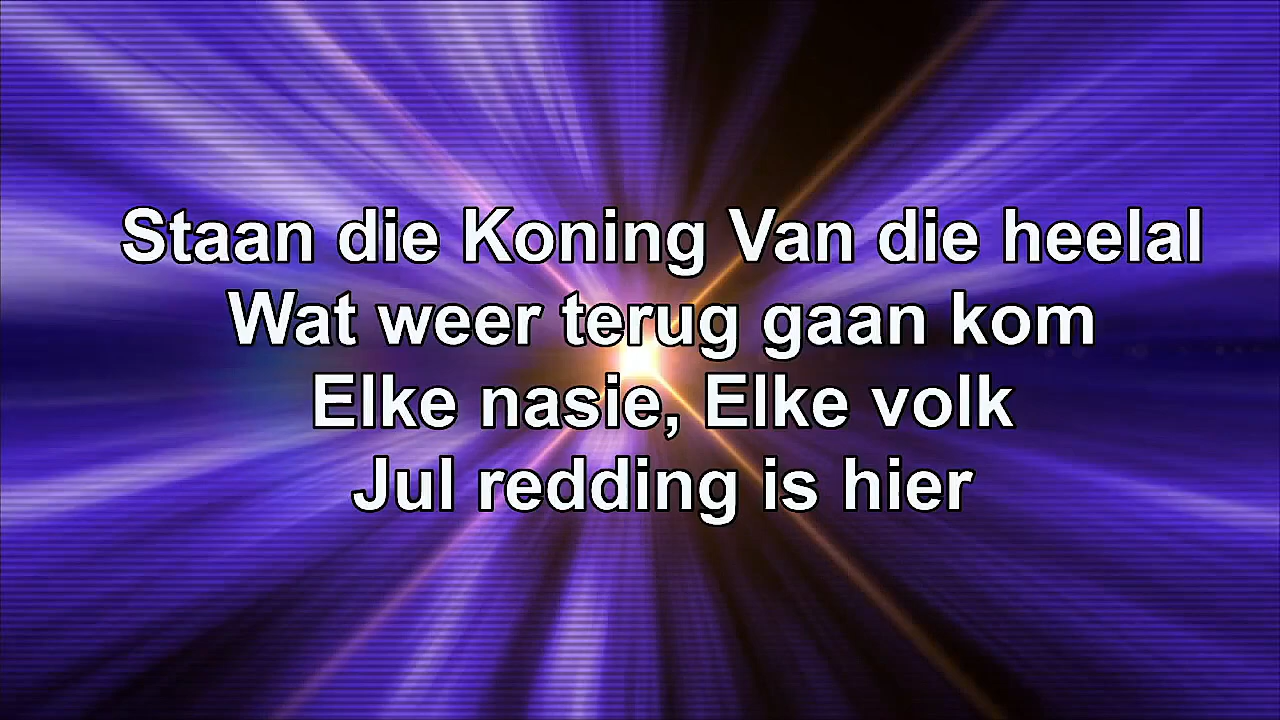 Staan die Koning Van die heelal
Wat weer terug gaan kom
Elke nasie, Elke volk
Jul redding is hier